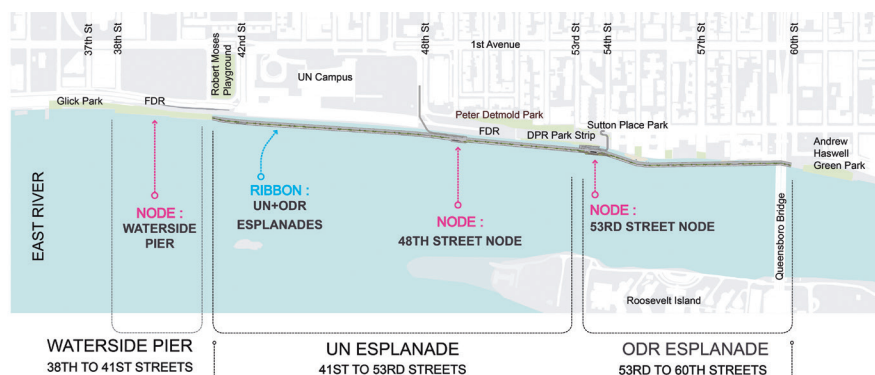 37th St
38th St
Robert Moses
Playground
42nd St
48th St
1st Avenue
53rd St
54th St
57th St
60th St
UN Campus
Glick Park
FDR
Peter Detmold Park
FDR
DPR Park Strip
Sutton Place Park
Andrew
Haswell
Green Park
EAST RIVER
NODE :
WATERSIDE
PIER
RIBBON :
UN+ODR
ESPLANADES
NODE :
48TH STREET NODE
NODE :
53RD STREET NODE
Queensboro Bridge
Roosevelt Island
WATERSIDE PIER
38TH TO 41ST STREETS
UN ESPLANADE
41ST TO 53RD STREETS
ODR ESPLANADE
53RD TO 60TH STREETS